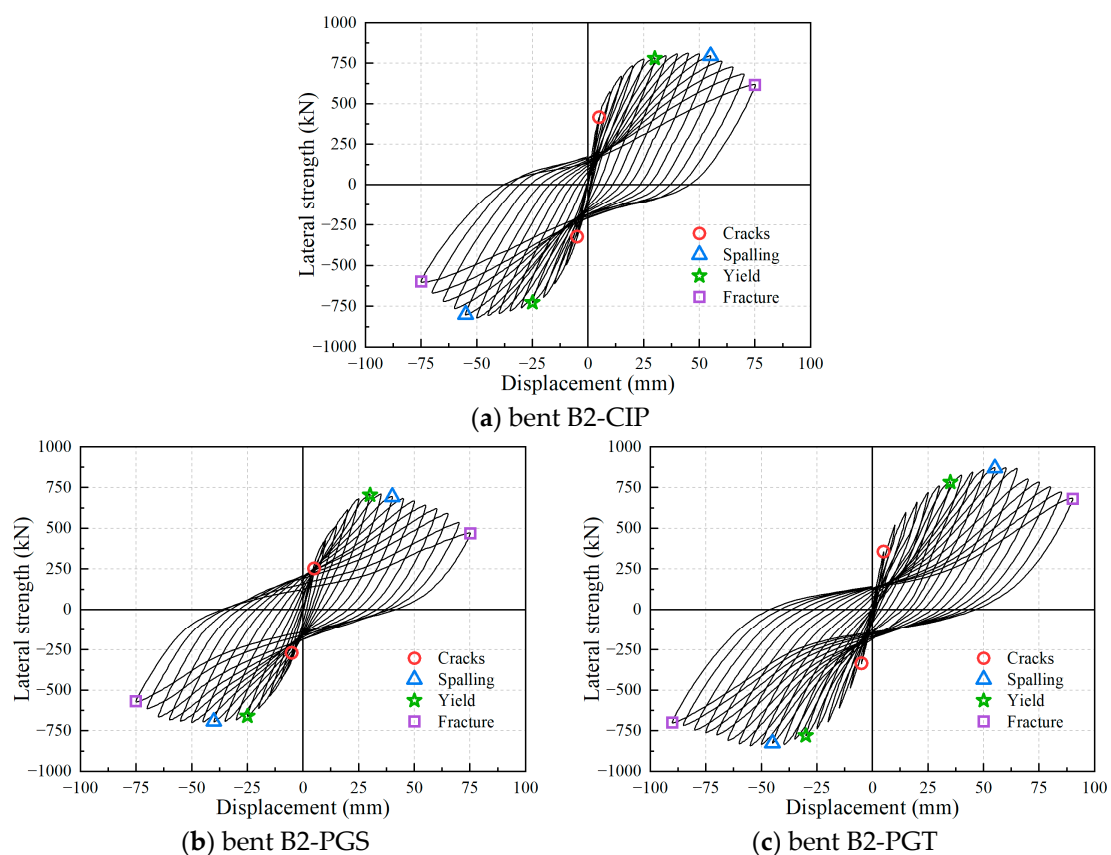 1000
750
500
250
0
−250
−500
−750
−1000
Lateral strength (kN)
Cracks
Spalling
Yield
Fracture
−100 −75 −50 −25 0 25 50 75 100
Displacement (mm)
(a) bent B2-CIP
1000
750
500
250
0
−250
−500
−750
−1000
Lateral strength (kN)
Cracks
Spalling
Yield
Fracture
−100 −75 −50 −25 0 25 50 75 100
Displacement (mm)
(b) bent B2-PGS
1000
750
500
250
0
−250
−500
−750
−1000
Lateral strength (kN)
Cracks
Spalling
Yield
Fracture
−100 −75 −50 −25 0 25 50 75 100
Displacement (mm)
(c) bent B2-PGT